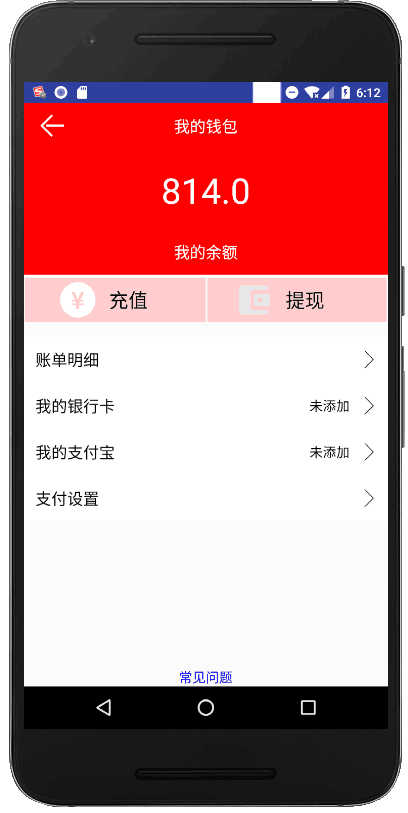 6:12
我的钱包
814.0
我的余额
充值 提现
账单明细
我的银行卡 未添加
我的支付宝 未添加
支付设置
常见问题